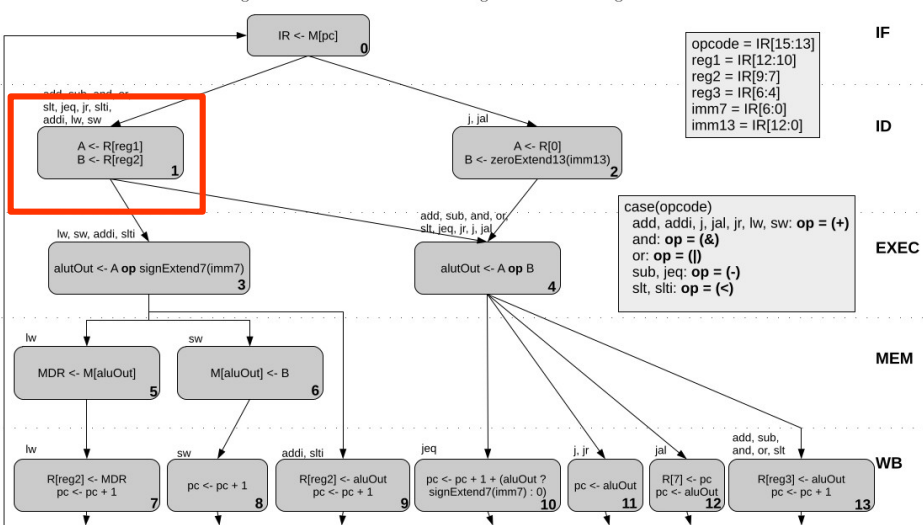 IR <- M[pc]
0
IF
opcode = IR[15:13]
reg1 = IR[12:10]
reg2 = IR[9:7]
reg3 = IR[6:4]
imm7 = IR[6:0]
imm13 = IR[12:0]
add, sub, and, or,
slt, jeq, jr, slti,
addi, lw, sw
j, jal
ID
A <- R[reg1]
B <- R[reg2]
1
A <- R[0]
B <- zeroExtend13(imm13)
2
add, sub, and, or,
slt, jeq, jr, j, jal
lw, sw, addi, slti
case(opcode)
add, addi, j, jal, jr, lw, sw: op = (+)
and: op = (&)
or: op = (|)
sub, jeq: op = (-)
slt, slti: op = (<)
EXEC
alutOut <- A op signExtend7(imm7)
3
alutOut <- A op B
4
lw
sw
MEM
MDR <- M[aluOut]
5
M[aluOut] <- B
6
lw
sw
addi, slti
jeq
j, jr
jal
add, sub,
and, or, slt
WB
R[reg2] <- MDR
pc <- pc + 1
7
pc <- pc + 1
8
R[reg2] <- aluOut
pc <- pc + 1
9
pc <- pc + 1 + (aluOut ?
signExtend7(imm7) : 0)
10
pc <- aluOut
11
R[7] <- pc
pc <- aluOut
12
R[reg3] <- aluOut
pc <- pc + 1
13